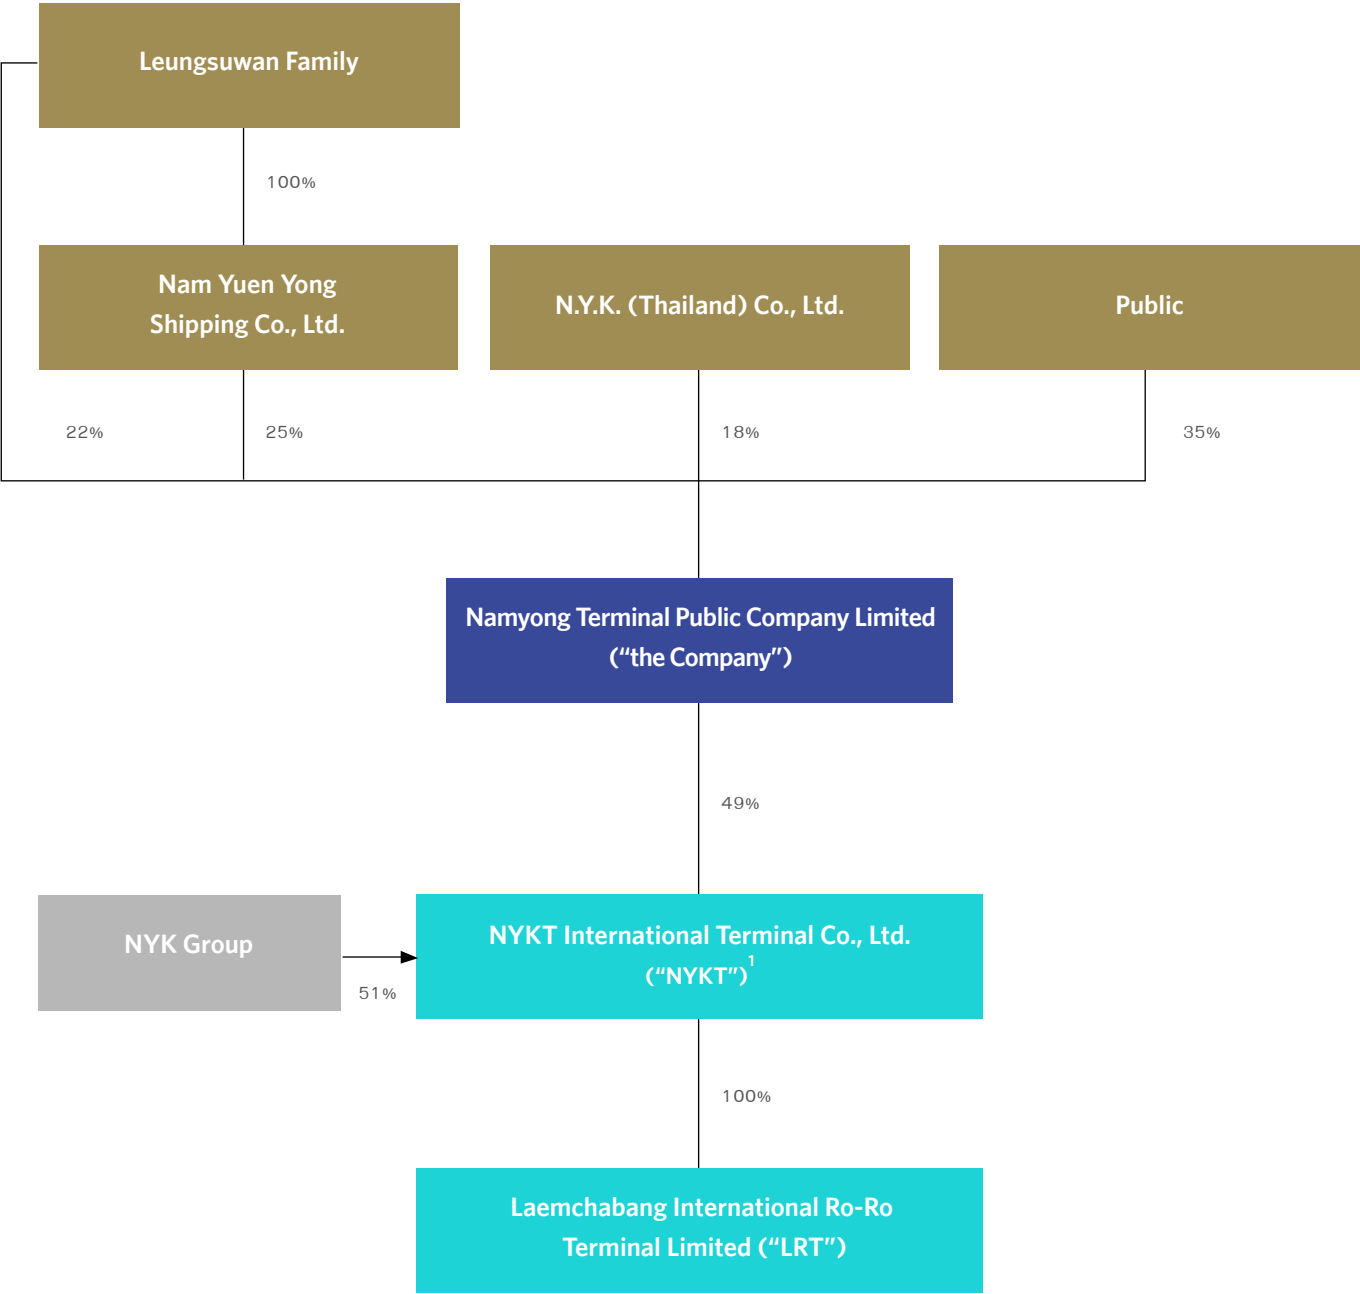 Leungsuwan Family
100%
Nam Yuen Yong
Shipping Co., Ltd.
N.Y.K. (Thailand) Co., Ltd.
Public
22%
25%
18%
35%
Namyong Terminal Public Company Limited
(“the Company”)
49%
NYK Group
51%
NYKT International Terminal Co., Ltd.
(“NYKT”)1
100%
Laemchabang International Ro-Ro
Terminal Limited (“LRT”)